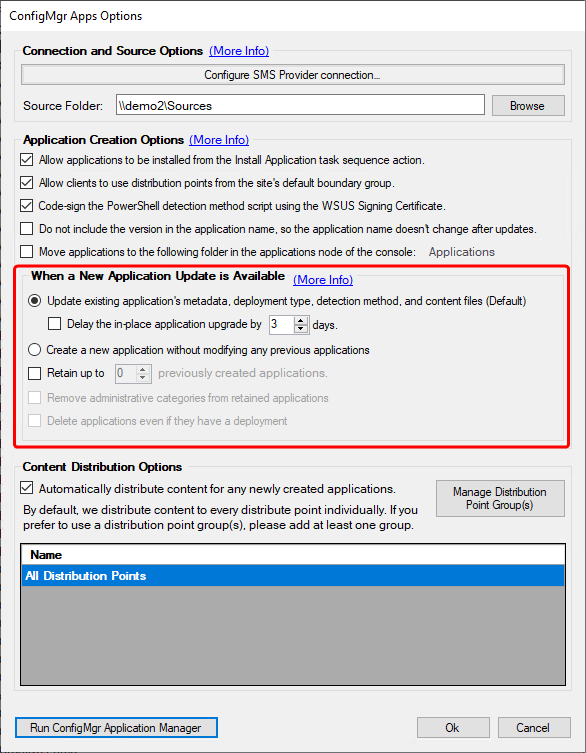 ConfigMgr Apps Options
Connection and Source Options (More Info)
Configure SMS Provider connection...
Source Folder: \\demo2\Sources Browse
Application Creation Options (More Info)
Allow applications to be installed from the Install Application task sequence action.
Allow clients to use distribution points from the site's default boundary group.
Code-sign the PowerShell detection method script using the WSUS Signing Certificate.
Do not include the version in the application name, so the application name doesn't change after updates.
Move applications to the following folder in the applications node of the console: Applications
When a New Application Update is Available (More Info)
Update existing application's metadata, deployment type, detection method, and content files (Default)
Delay the in-place application upgrade by 3 days.
Create a new application without modifying any previous applications
Retain up to 0 previously created applications.
Remove administrative categories from retained applications
Delete applications even if they have a deployment
Content Distribution Options
Automatically distribute content for any newly created applications.
Manage Distribution
Point Group(s)
By default, we distribute content to every distribute point individually. If you
prefer to use a distribution point group(s), please add at least one group.
Name
All Distribution Points
Run ConfigMgr Application Manager Ok Cancel